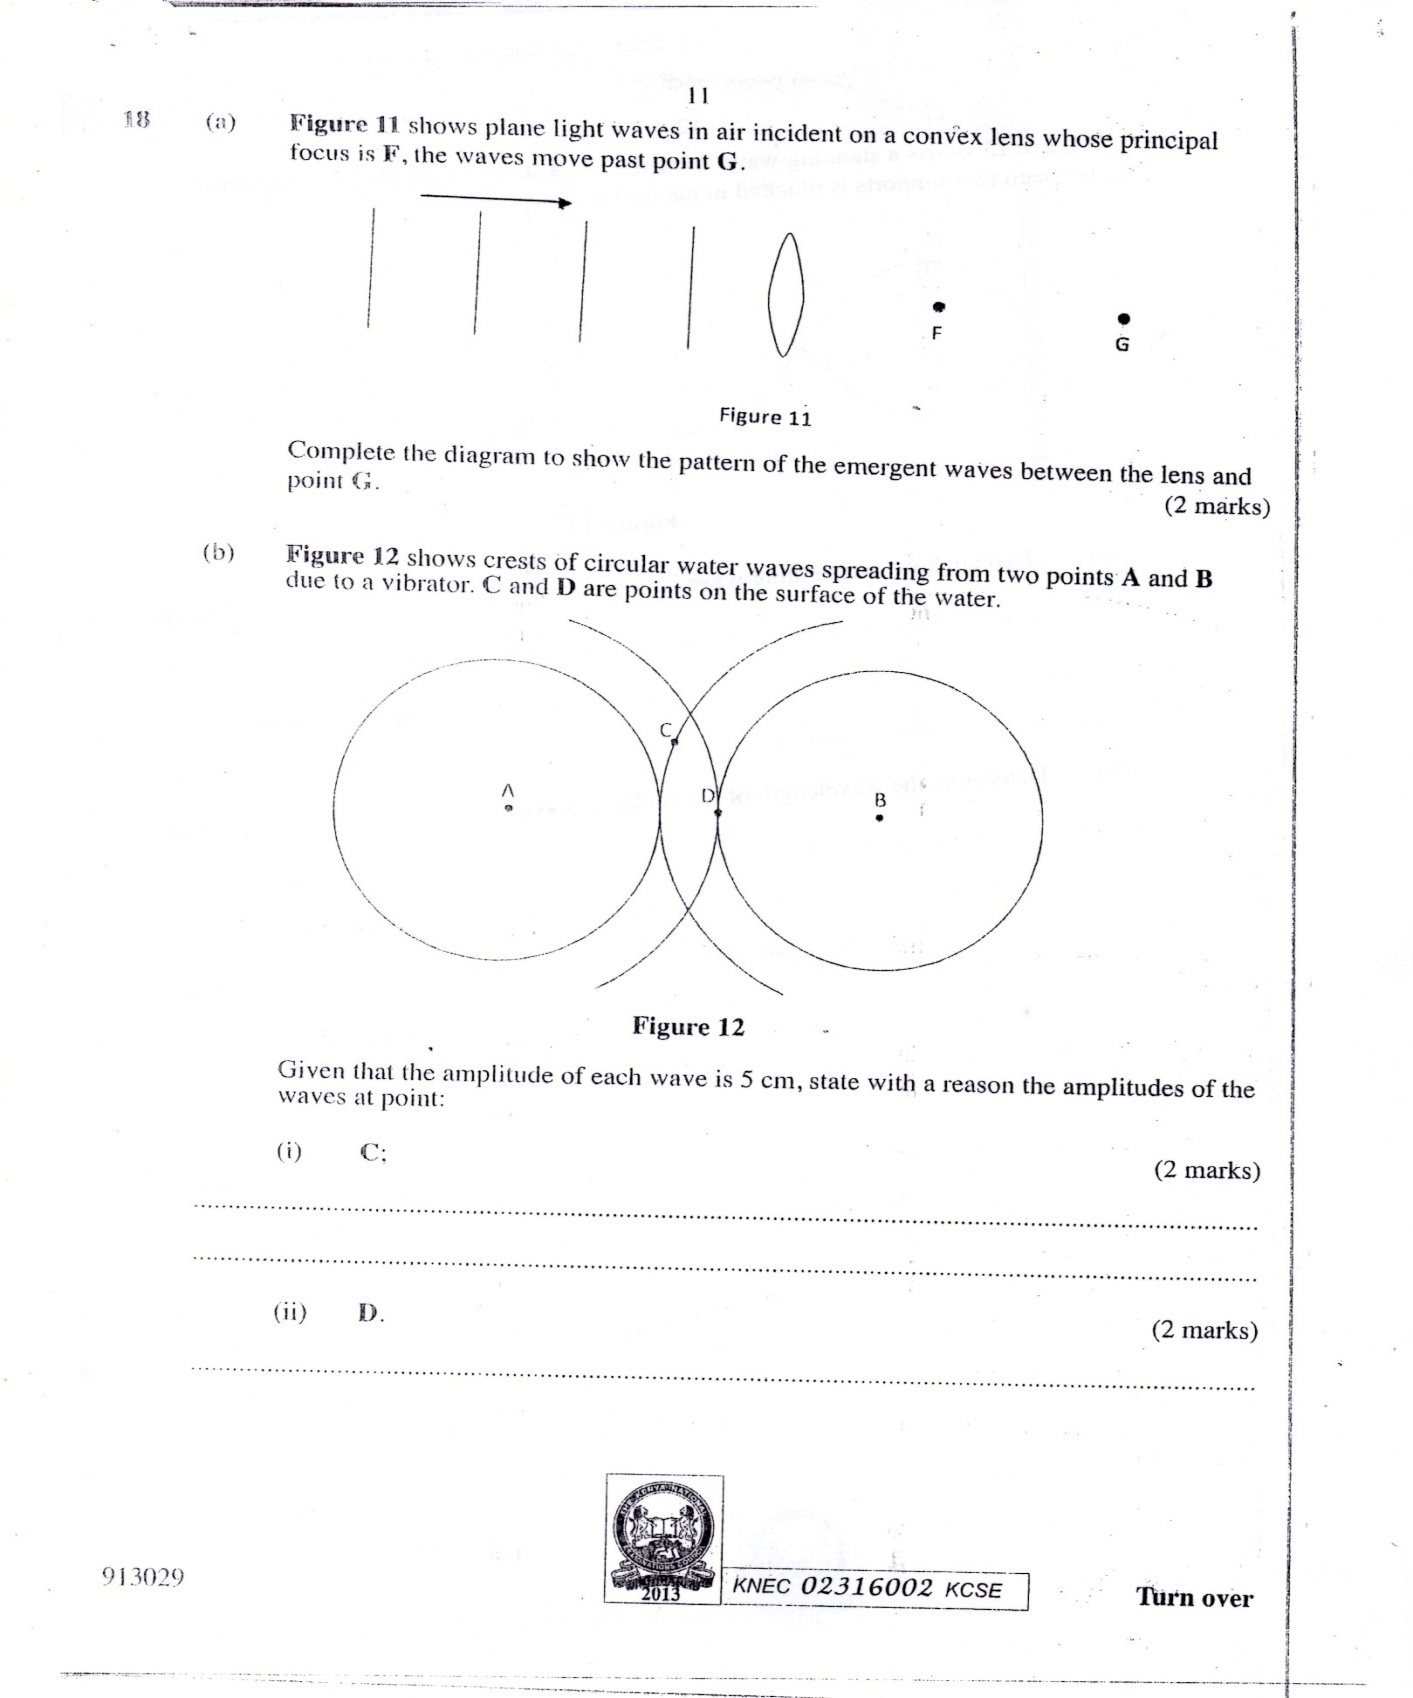 11
18 (a) Figure 11 shows plane light waves in air incident on a convex lens whose principal
focus is F, the waves move past point G.
F
G
Figure 11
Complete the diagram to show the pattern of the emergent waves between the lens and
point G.
(2 marks)
(b) Figure 12 shows crests of circular water waves spreading from two points A and B
due to a vibrator. C and D are points on the surface of the water.
C
A
D
B
Figure 12
Given that the amplitude of each wave is 5 cm, state with a reason the amplitudes of the
waves at point:
(i) C;
(2 marks)
(ii) D.
(2 marks)
2013
913029
KNEC 02316002 KCSE
Turn over